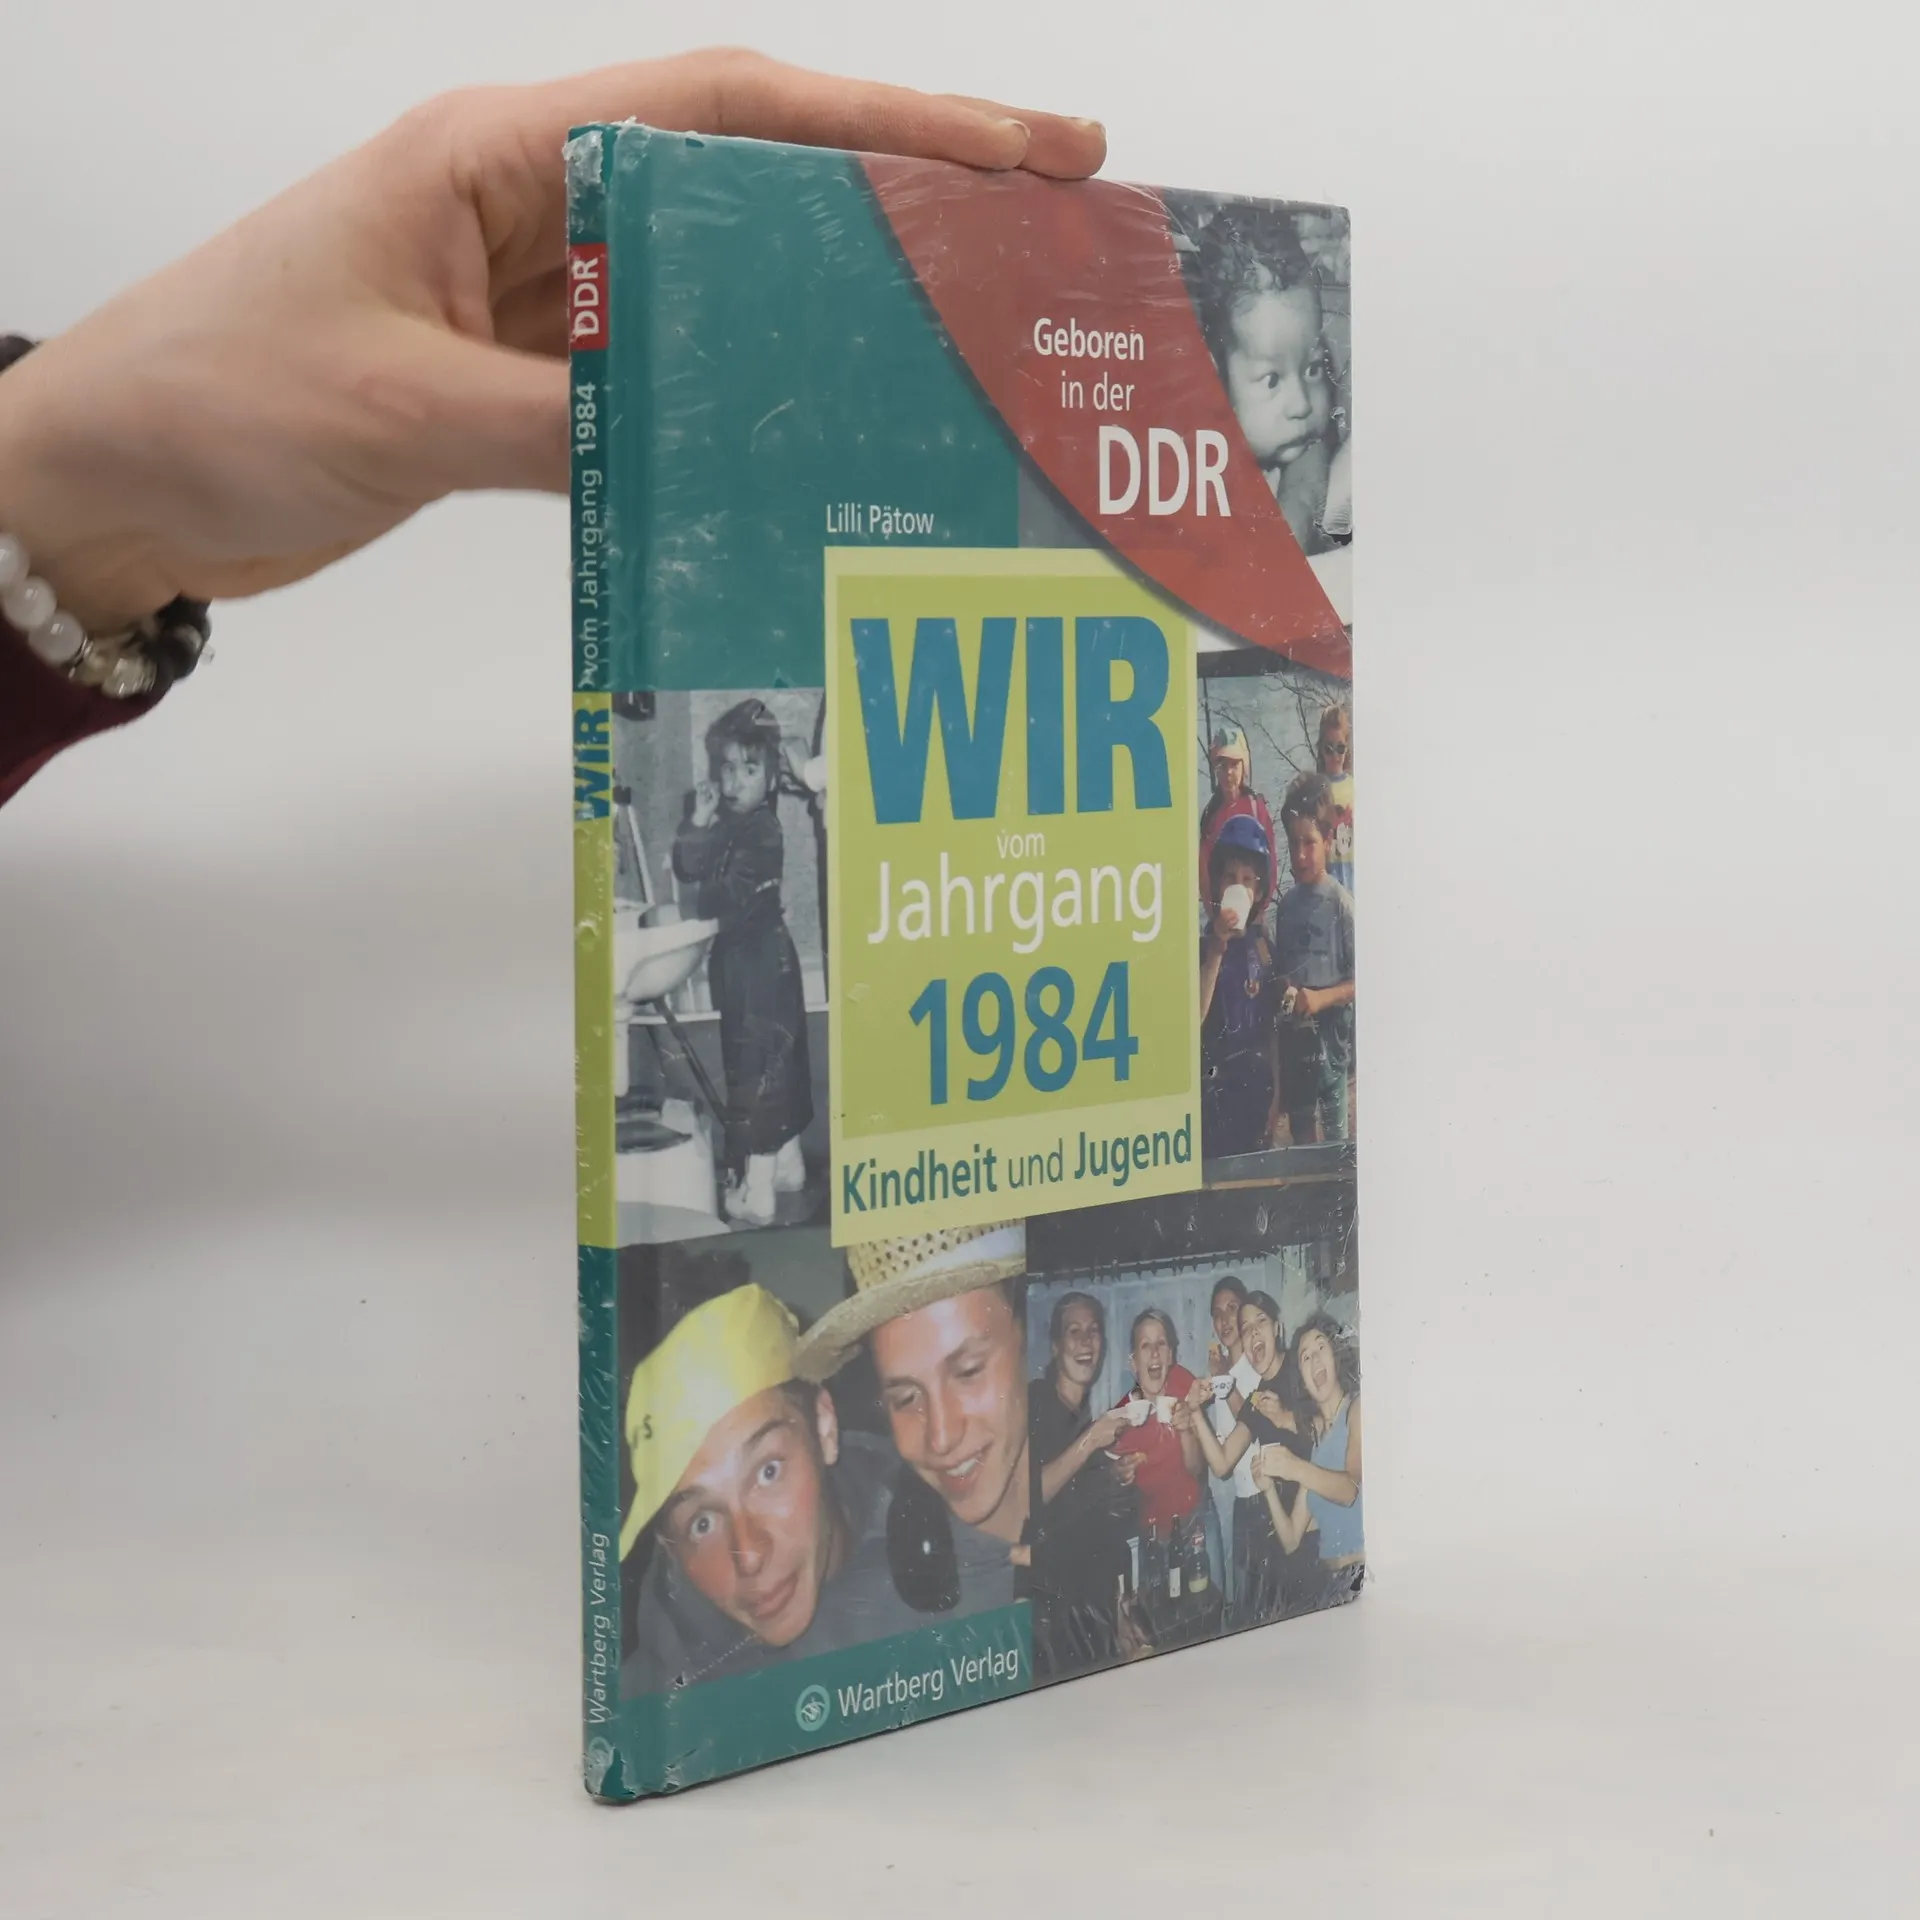 Geboren
in der
DDR
Lilli Pätow
WIR
vom
Jahrgang
1984
Kindheit und Jugend
Wartberg Verlag
WIR vom Jahrgang 1984 DDR
Wartberg Verlag